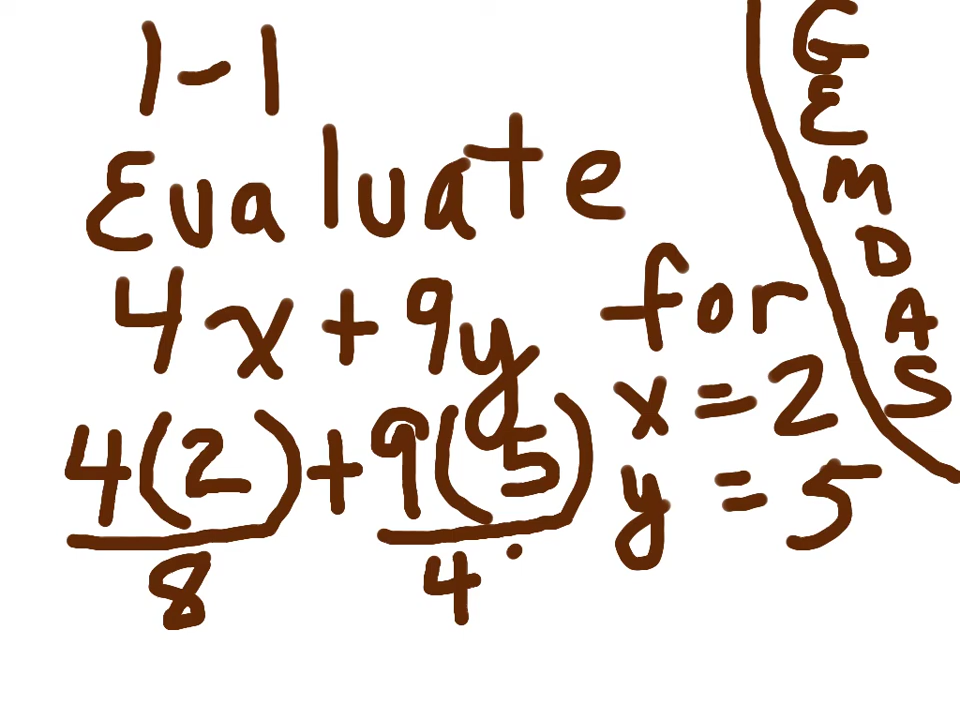 1-1
Evaluate
4x+9y for
x=2
y=5
4(2)+9(5)
8 4
G
E
M
D
A
S